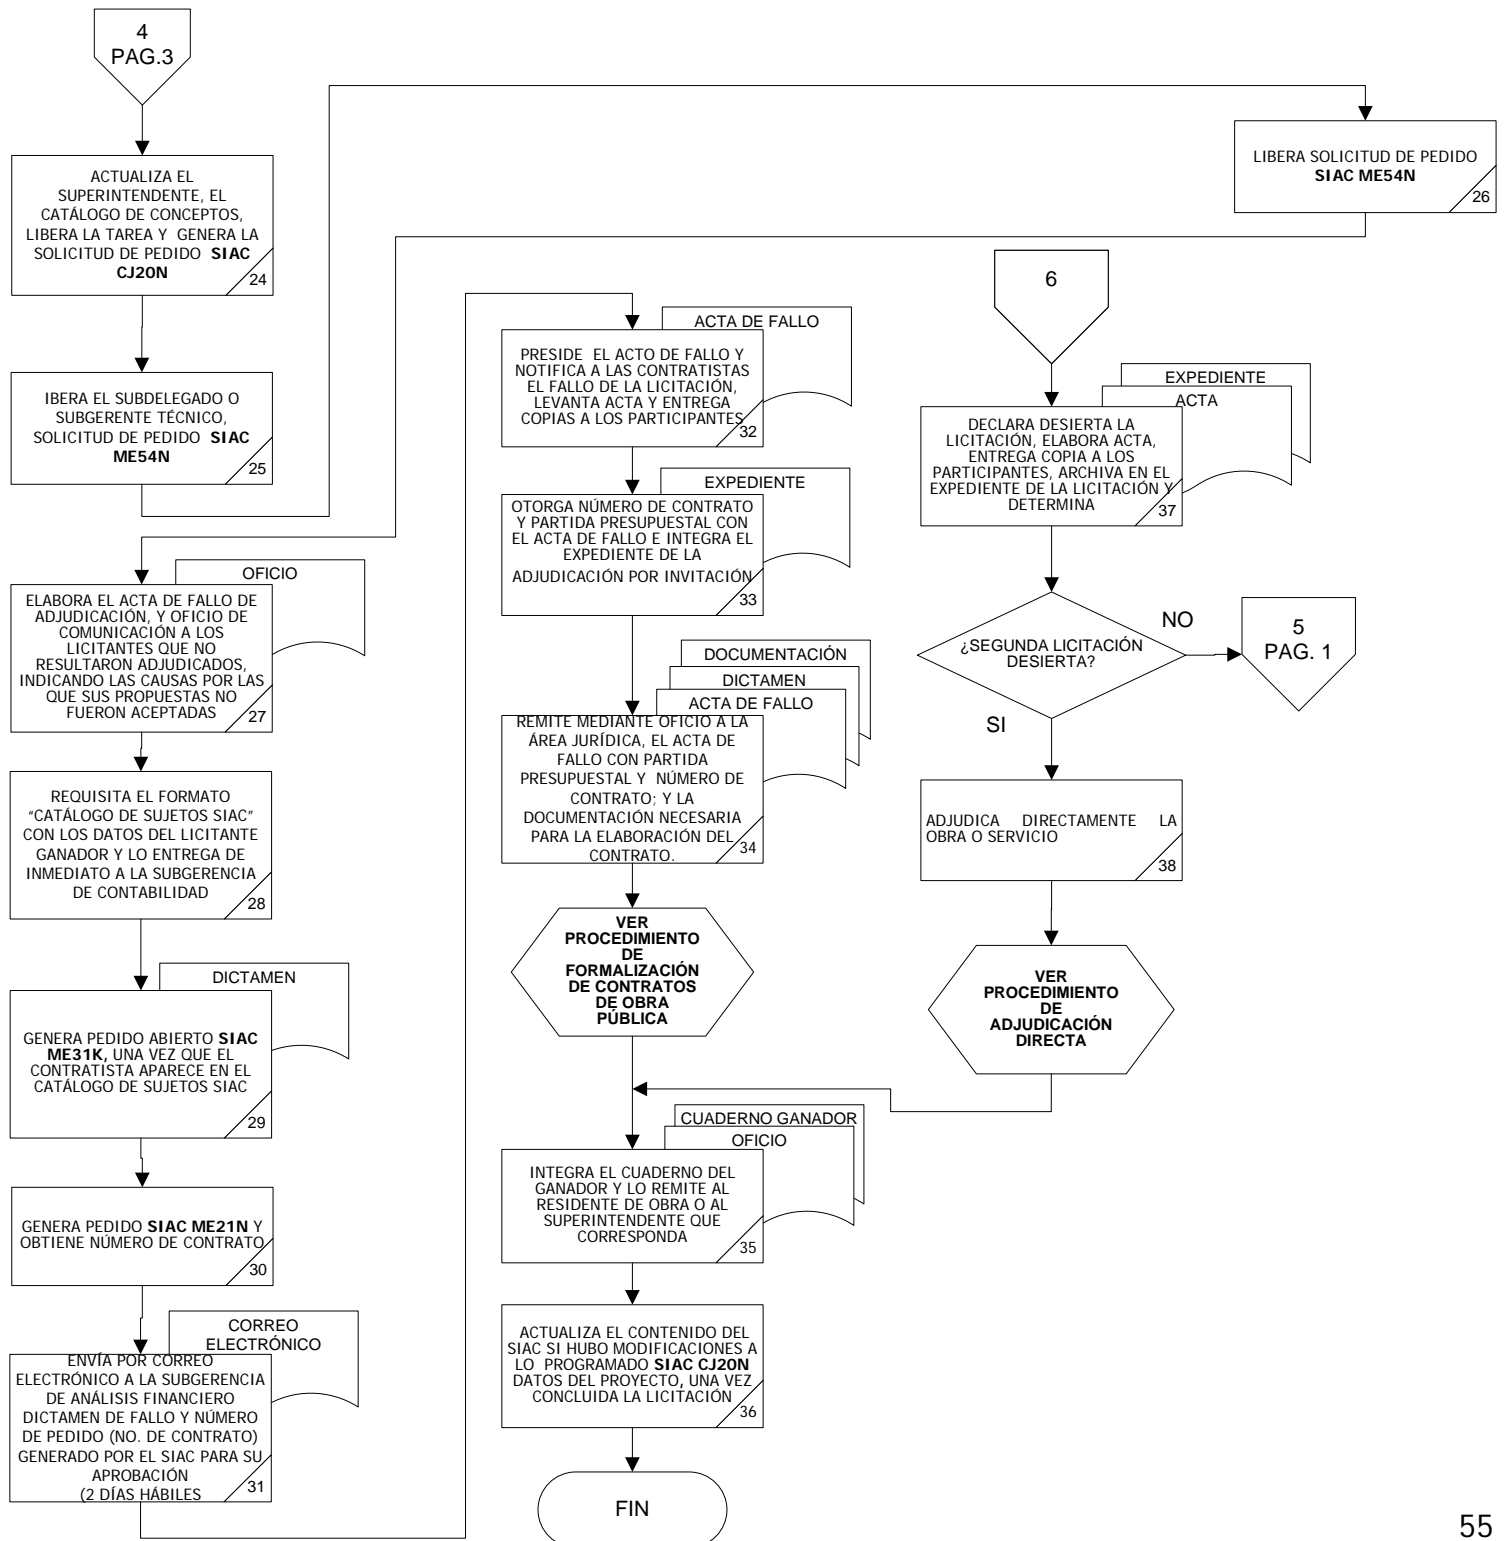 4
PAG.3
ACTUALIZA EL
SUPERINTENDENTE, EL
CATÁLOGO DE CONCEPTOS,
LIBERA LA TAREA Y GENERA LA
SOLICITUD DE PEDIDO SIAC
CJ20N
24
IBERA EL SUBDELEGADO O
SUBGERENTE TÉCNICO,
SOLICITUD DE PEDIDO SIAC
ME54N
25
LIBERA SOLICITUD DE PEDIDO
SIAC ME54N
26
OFICIO
ELABORA EL ACTA DE FALLO DE
ADJUDICACIÓN, Y OFICIO DE
COMUNICACIÓN A LOS
LICITANTES QUE NO
RESULTARON ADJUDICADOS,
INDICANDO LAS CAUSAS POR LAS
QUE SUS PROPUESTAS NO
FUERON ACEPTADAS
27
REQUISITA EL FORMATO
“CATÁLOGO DE SUJETOS SIAC”
CON LOS DATOS DEL LICITANTE
GANADOR Y LO ENTREGA DE
INMEDIATO A LA SUBGERENCIA
DE CONTABILIDAD
28
DICTAMEN
GENERA PEDIDO ABIERTO SIAC
ME31K, UNA VEZ QUE EL
CONTRATISTA APARECE EN EL
CATÁLOGO DE SUJETOS SIAC
29
GENERA PEDIDO SIAC ME21N Y
OBTIENE NÚMERO DE CONTRATO
30
CORREO
ELECTRÓNICO
ENVÍA POR CORREO
ELECTRÓNICO A LA SUBGERENCIA
DE ANÁLISIS FINANCIERO
DICTAMEN DE FALLO Y NÚMERO
DE PEDIDO (NO. DE CONTRATO)
GENERADO POR EL SIAC PARA SU
APROBACIÓN
(2 DÍAS HÁBILES
31
ACTA DE FALLO
PRESIDE EL ACTO DE FALLO Y
NOTIFICA A LAS CONTRATISTAS
EL FALLO DE LA LICITACIÓN,
LEVANTA ACTA Y ENTREGA
COPIAS A LOS PARTICIPANTES
32
EXPEDIENTE
OTORGA NÚMERO DE CONTRATO
Y PARTIDA PRESUPUESTAL CON
EL ACTA DE FALLO E INTEGRA EL
EXPEDIENTE DE LA
ADJUDICACIÓN POR INVITACIÓN
33
DOCUMENTACIÓN
DICTAMEN
ACTA DE FALLO
REMITE MEDIANTE OFICIO A LA
ÁREA JURÍDICA, EL ACTA DE
FALLO CON PARTIDA
PRESUPUESTAL Y NÚMERO DE
CONTRATO; Y LA
DOCUMENTACIÓN NECESARIA
PARA LA ELABORACIÓN DEL
CONTRATO.
34
VER
PROCEDIMIENTO
DE
FORMALIZACIÓN
DE CONTRATOS
DE OBRA
PÚBLICA
CUADERNO GANADOR
OFICIO
INTEGRA EL CUADERNO DEL
GANADOR Y LO REMITE AL
RESIDENTE DE OBRA O AL
SUPERINTENDENTE QUE
CORRESPONDA
35
ACTUALIZA EL CONTENIDO DEL
SIAC SI HUBO MODIFICACIONES A
LO PROGRAMADO SIAC CJ20N
DATOS DEL PROYECTO, UNA VEZ
CONCLUIDA LA LICITACIÓN
36
FIN
6
EXPEDIENTE
ACTA
DECLARA DESIERTA LA
LICITACIÓN, ELABORA ACTA,
ENTREGA COPIA A LOS
PARTICIPANTES, ARCHIVA EN EL
EXPEDIENTE DE LA LICITACIÓN Y
DETERMINA
37
¿SEGUNDA LICITACIÓN
DESIERTA?
NO
5
PAG. 1
SI
ADJUDICA DIRECTAMENTE LA
OBRA O SERVICIO
38
VER
PROCEDIMIENTO
DE
ADJUDICACIÓN
DIRECTA
55